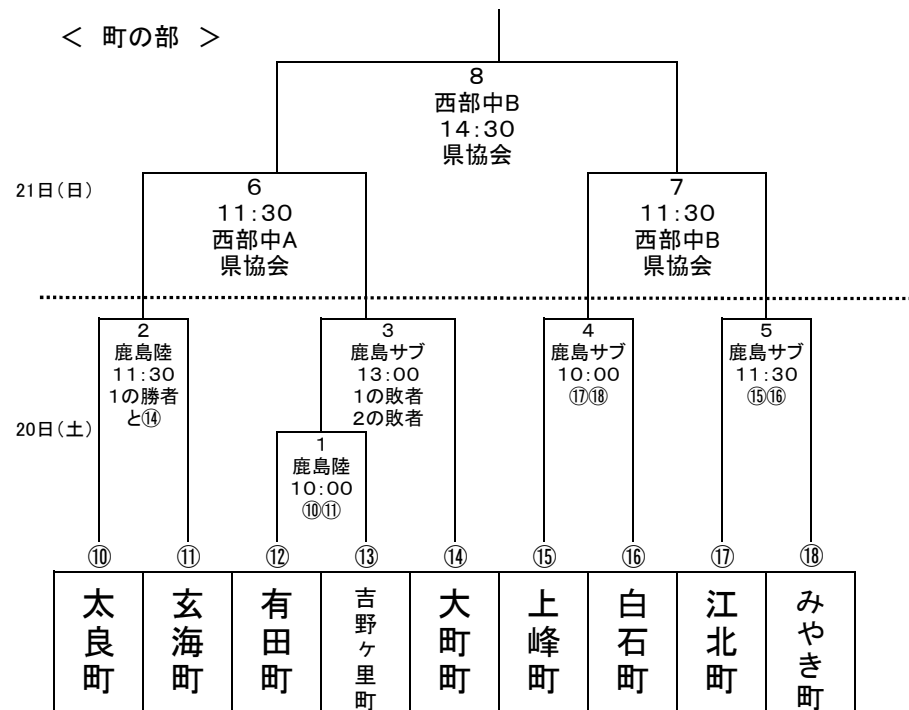 ＜ 町の部 ＞
8
西部中B
14:30
県協会
21日(日)
6
11:30
西部中A
県協会
7
11:30
西部中B
県協会
2
鹿島陸
11:30
1の勝者
と⑭
3
鹿島サブ
13:00
1の敗者
2の敗者
4
鹿島サブ
10:00
⑰⑱
5
鹿島サブ
11:30
⑮⑯
20日(土)
1
鹿島陸
10:00
⑩⑪
⑩ ⑪ ⑫ ⑬ ⑭ ⑮ ⑯ ⑰ ⑱
太良町
玄海町
有田町
吉野ヶ里町
大町町
上峰町
白石町
江北町
みやき町